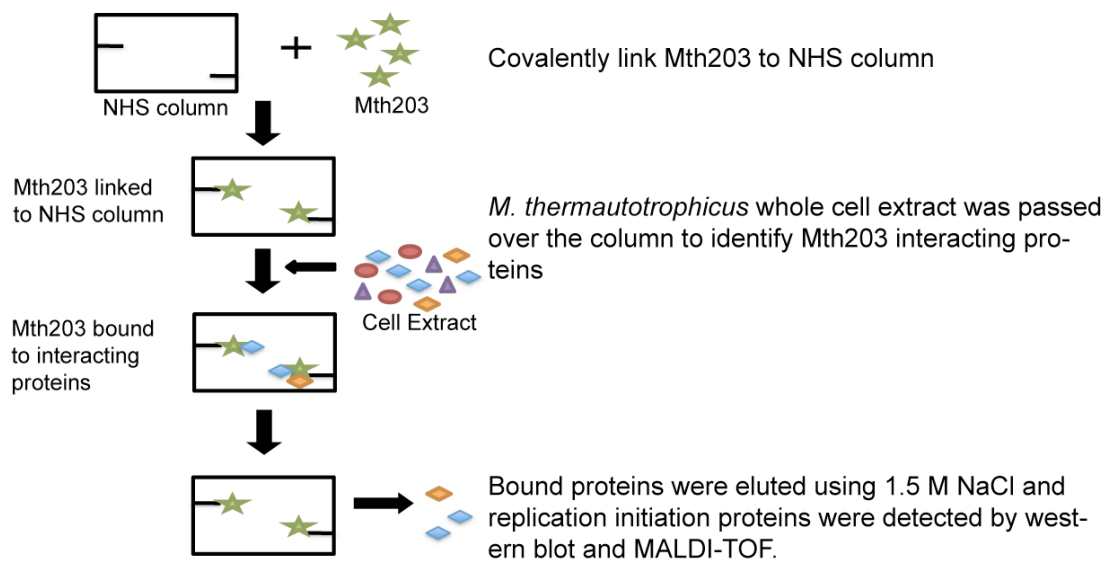 Covalently link Mth203 to NHS column
NHS column
Mth203
Mth203 linked
to NHS column
M. thermautotrophicus whole cell extract was passed
over the column to identify Mth203 interacting pro-
teins
Cell Extract
Mth203 bound
to interacting
proteins
Bound proteins were eluted using 1.5 M NaCl and
replication initiation proteins were detected by west-
ern blot and MALDI-TOF.